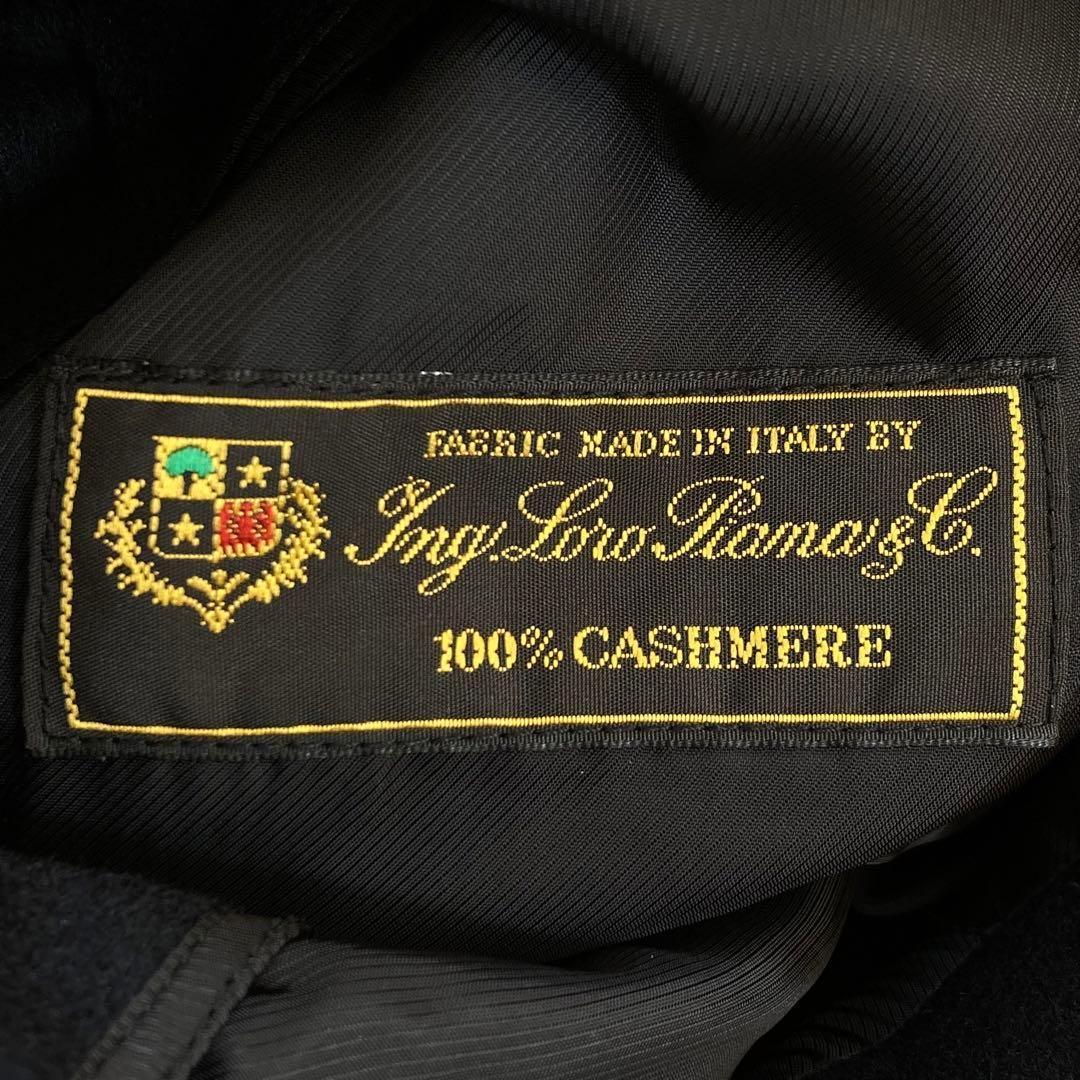 FABRIC MADE IN ITALY BY
Ing. Loro Piana & C.
100% CASHMERE